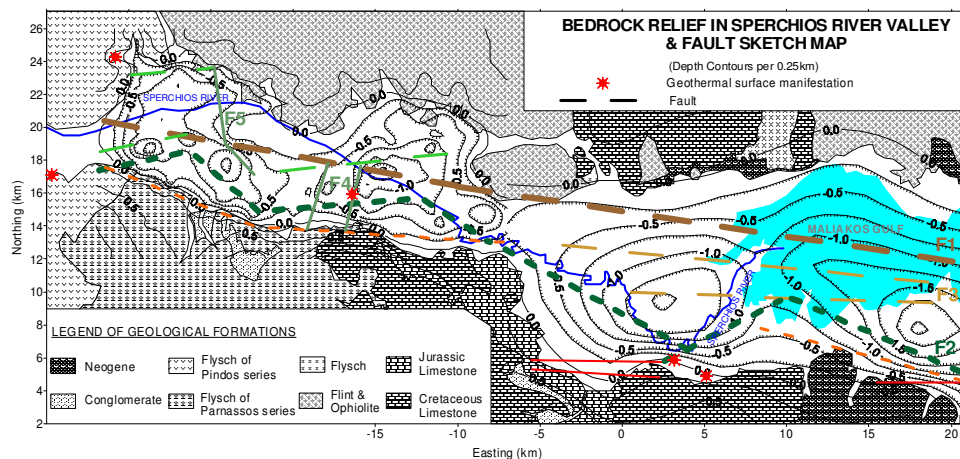 BEDROCK RELIEF IN SPERCHIOS RIVER VALLEY
& FAULT SKETCH MAP
(Depth Contours per 0.25km)
Geothermal surface manifestation
Fault
26
24
22
20
18
16
14
12
10
8
6
4
2
Northing (km)
-15
-10
-5
0
5
10
15
20
Easting (km)
SPERCHIOS RIVER
F5
F4
MALIAKOS GULF
F1
F3
F2
SPERCHIOS RIVER
0.0
-0.5
-1.0
-1.5
LEGEND OF GEOLOGICAL FORMATIONS
Neogene
Flysch of
Pindos series
Flysch
Jurassic
Limestone
Conglomerate
Flysch of
Parnassos series
Flint &
Ophiolite
Cretaceous
Limestone